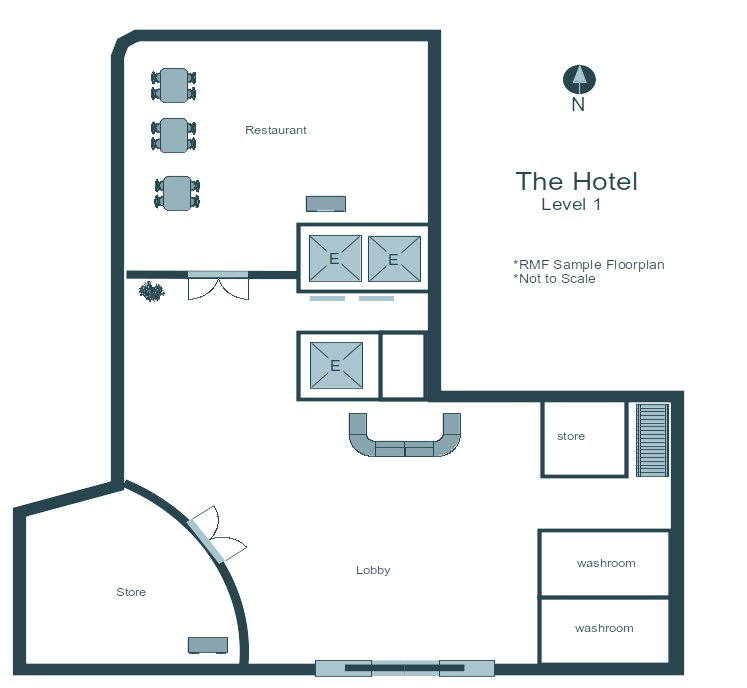 N
Restaurant
The Hotel
Level 1
E
E
*RMF Sample Floorplan
*Not to Scale
E
store
Lobby
washroom
Store
washroom